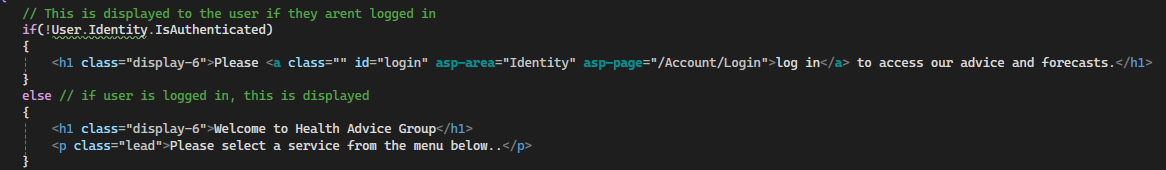 {
// This is displayed to the user if they arent logged in
if(!User.Identity.IsAuthenticated)
{
<h1 class="display-6">Please <a class="" id="login" asp-area="Identity" asp-page="/Account/Login">log in</a> to access our advice and forecasts.</h1>
}
else // if user is logged in, this is displayed
{
<h1 class="display-6">Welcome to Health Advice Group</h1>
<p class="lead">Please select a service from the menu below..</p>
}